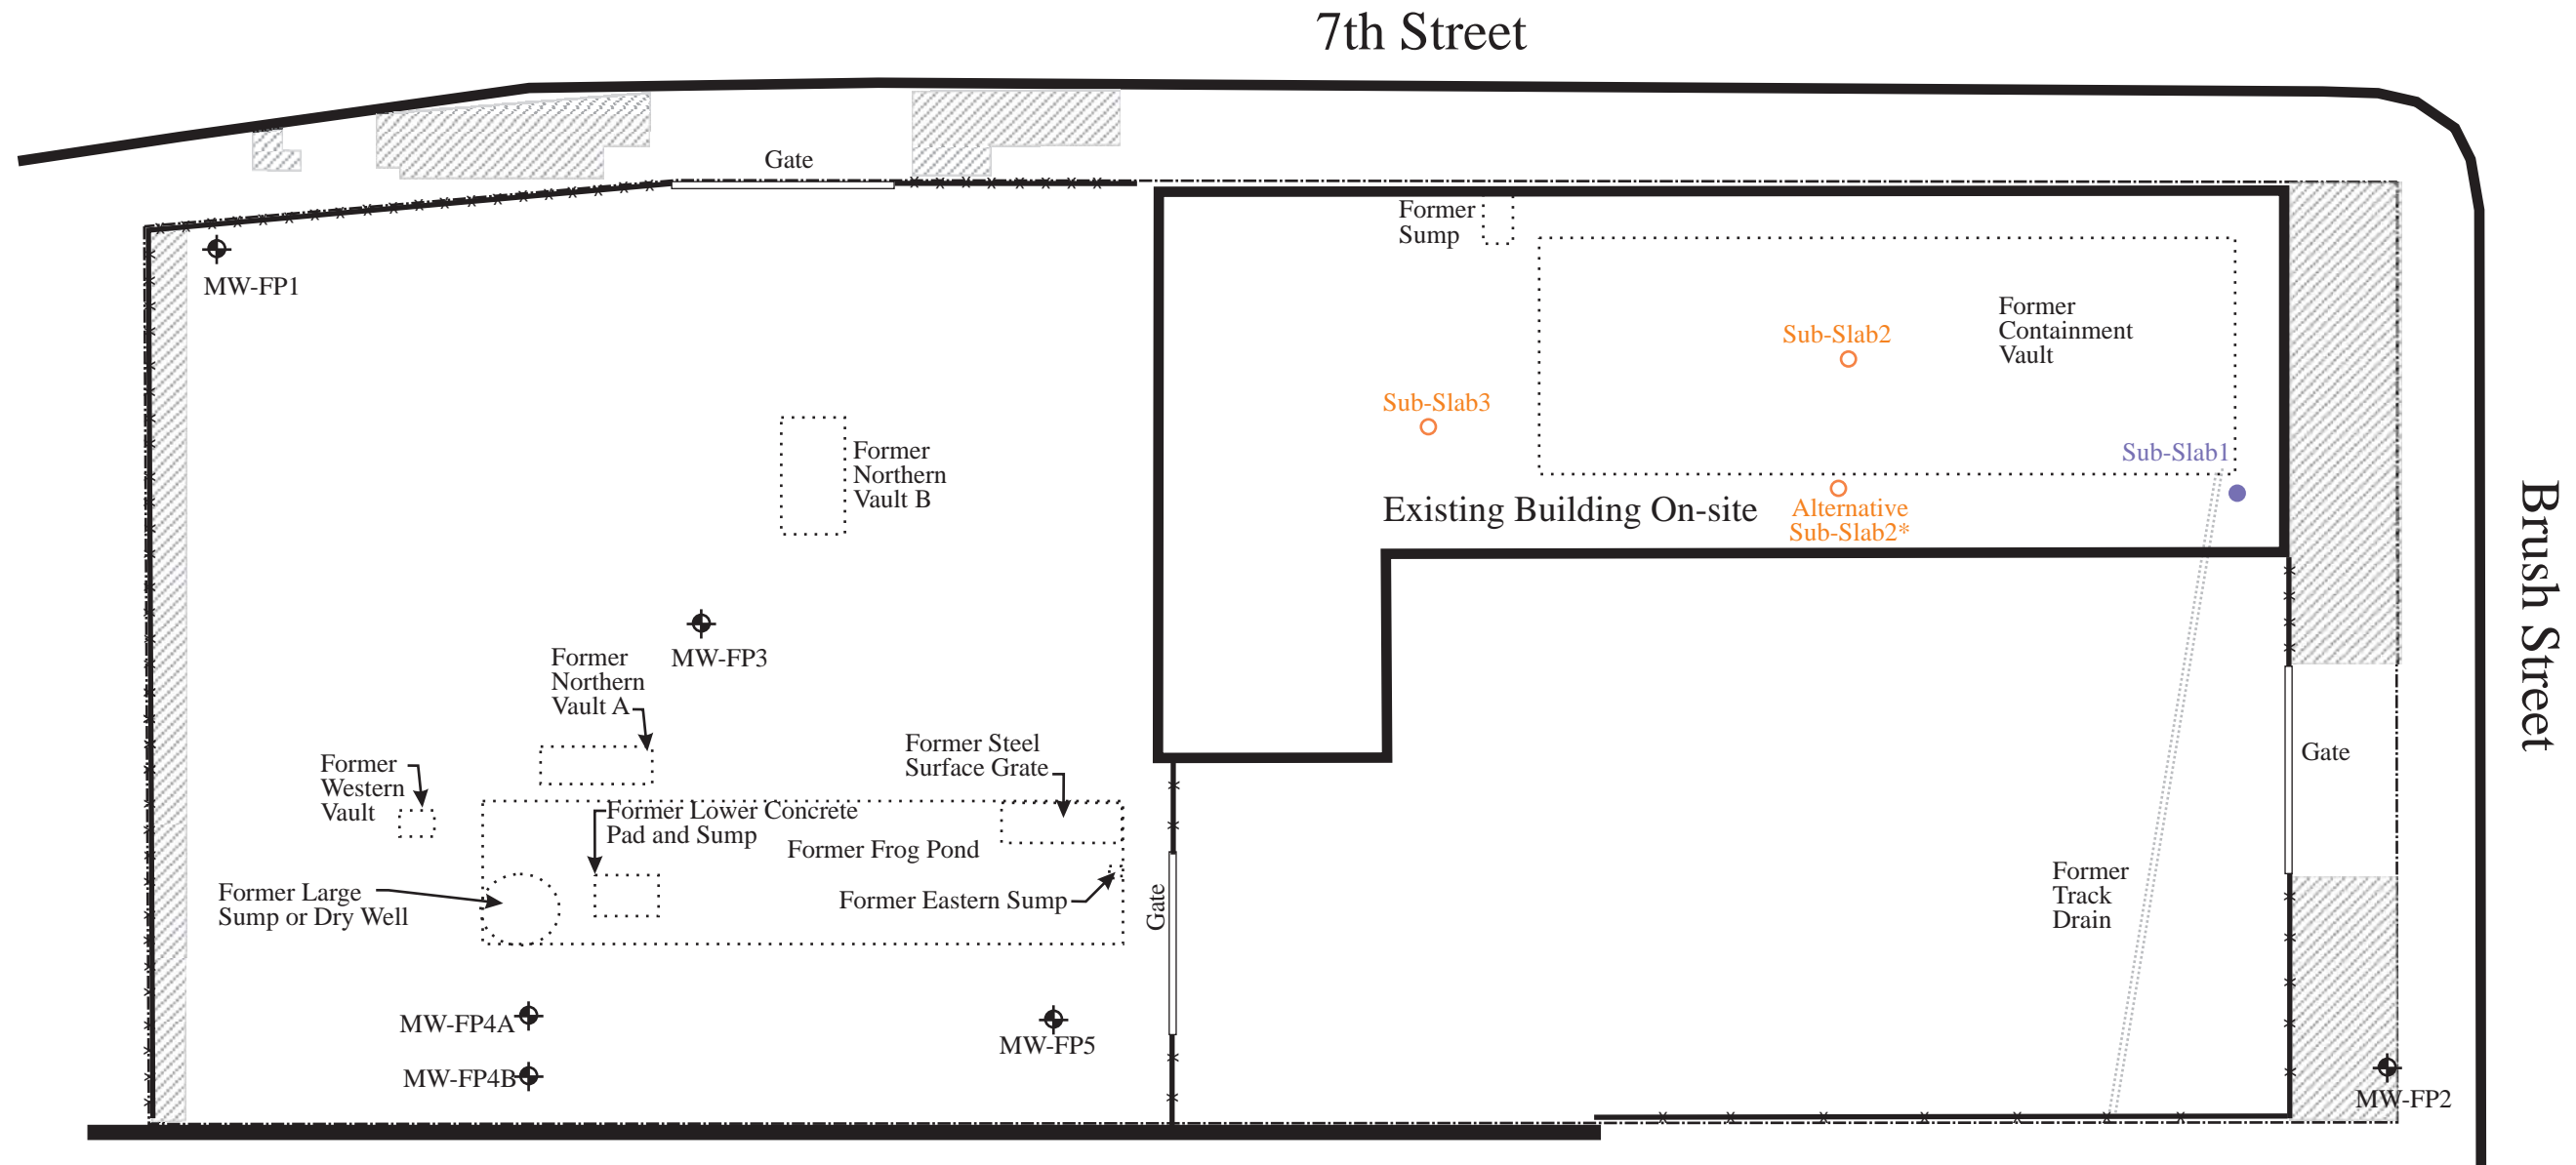 7th Street
Gate
Former
Sump
MW-FP1
Former
Containment
Vault
Sub-Slab2
Sub-Slab3
Former
Northern
Vault B
Sub-Slab1
Existing Building On-site
Alternative
Sub-Slab2*
Brush Street
MW-FP3
Former
Northern
Vault A
Former Steel
Surface Grate
Gate
Former
Western
Vault
Former Lower Concrete
Pad and Sump
Former Frog Pond
Former
Track
Drain
Former Large
Sump or Dry Well
Former Eastern Sump
Gate
MW-FP4A
MW-FP5
MW-FP4B
MW-FP2